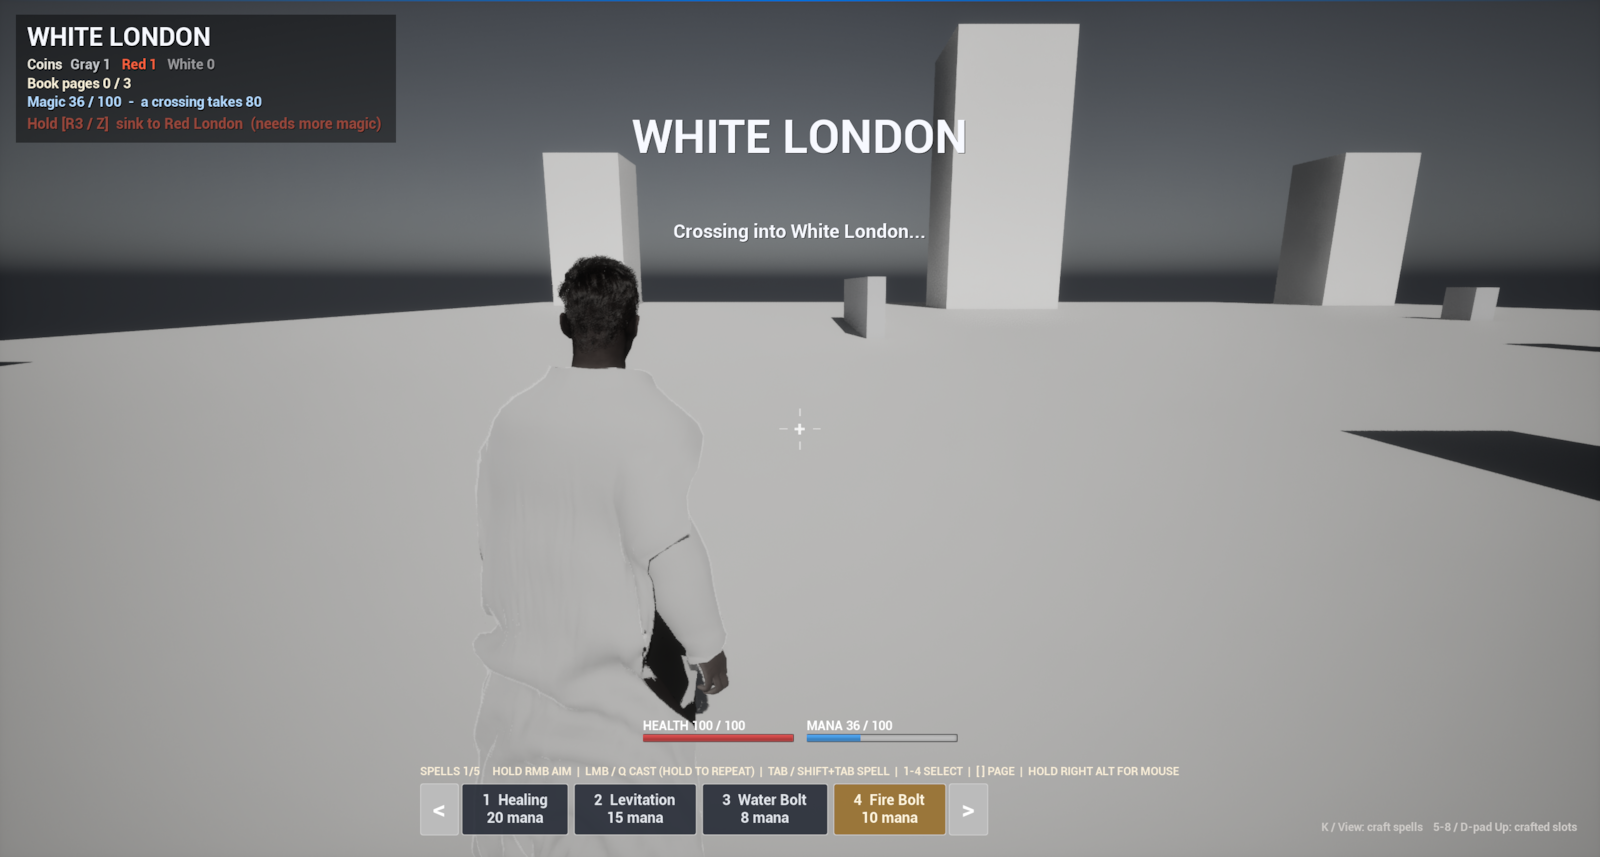 WHITE LONDON
Coins Gray 1 Red 1 White 0
Book pages 0 / 3
Magic 36 / 100 - a crossing takes 80
Hold [R3 / Z] sink to Red London (needs more magic)
WHITE LONDON
Crossing into White London...
HEALTH 100 / 100 MANA 36 / 100
SPELLS 1/5 HOLD RMB AIM | LMB / Q CAST (HOLD TO REPEAT) | TAB / SHIFT+TAB SPELL | 1-4 SELECT | [ ] PAGE | HOLD RIGHT ALT FOR MOUSE
< 1 Healing 2 Levitation 3 Water Bolt 4 Fire Bolt >
20 mana 15 mana 8 mana 10 mana
K / View: craft spells 5-8 / D-pad Up: crafted slots